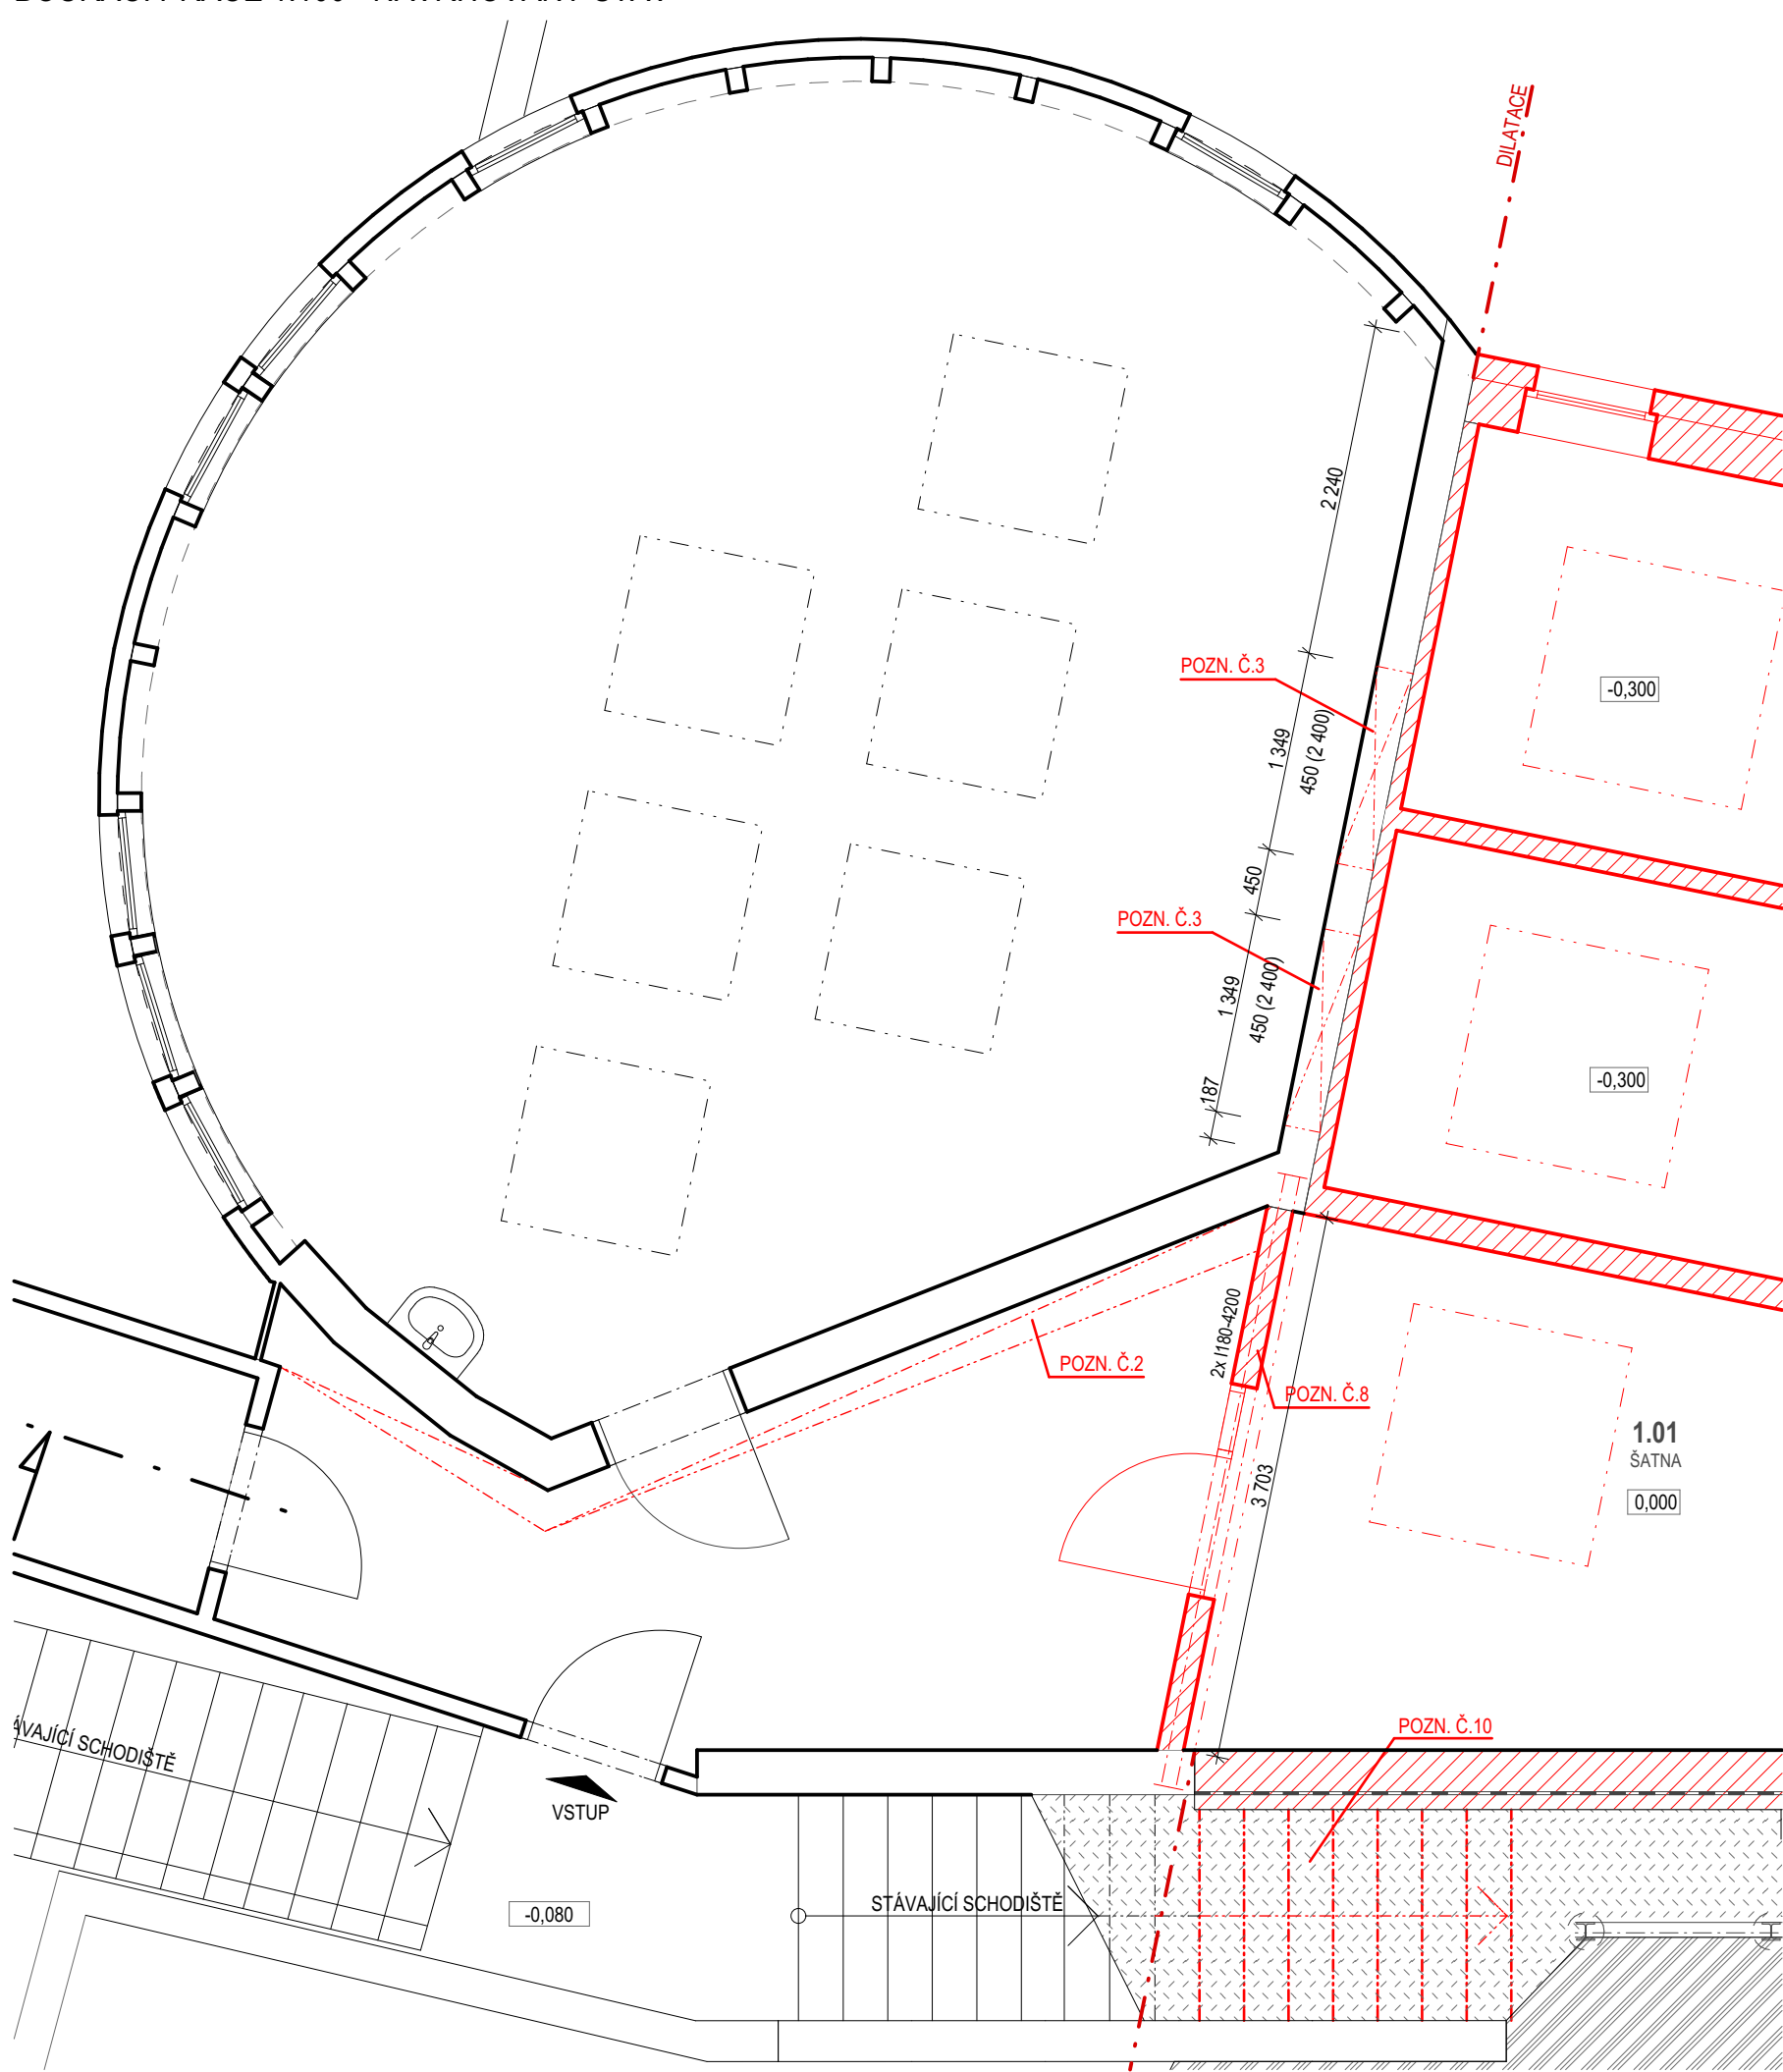 DILATACE
2 240
POZN. Č.3
-0,300
1 349
450 (2 400)
450
POZN. Č.3
1 349
450 (2 400)
-0,300
187
2x I180-4200
POZN. Č.2
POZN. Č.8
1.01
ŠATNA
3 703
0,000
POZN. Č.10
ÁVAJÍCÍ SCHODIŠTĚ
VSTUP
STÁVAJÍCÍ SCHODIŠTĚ
-0,080